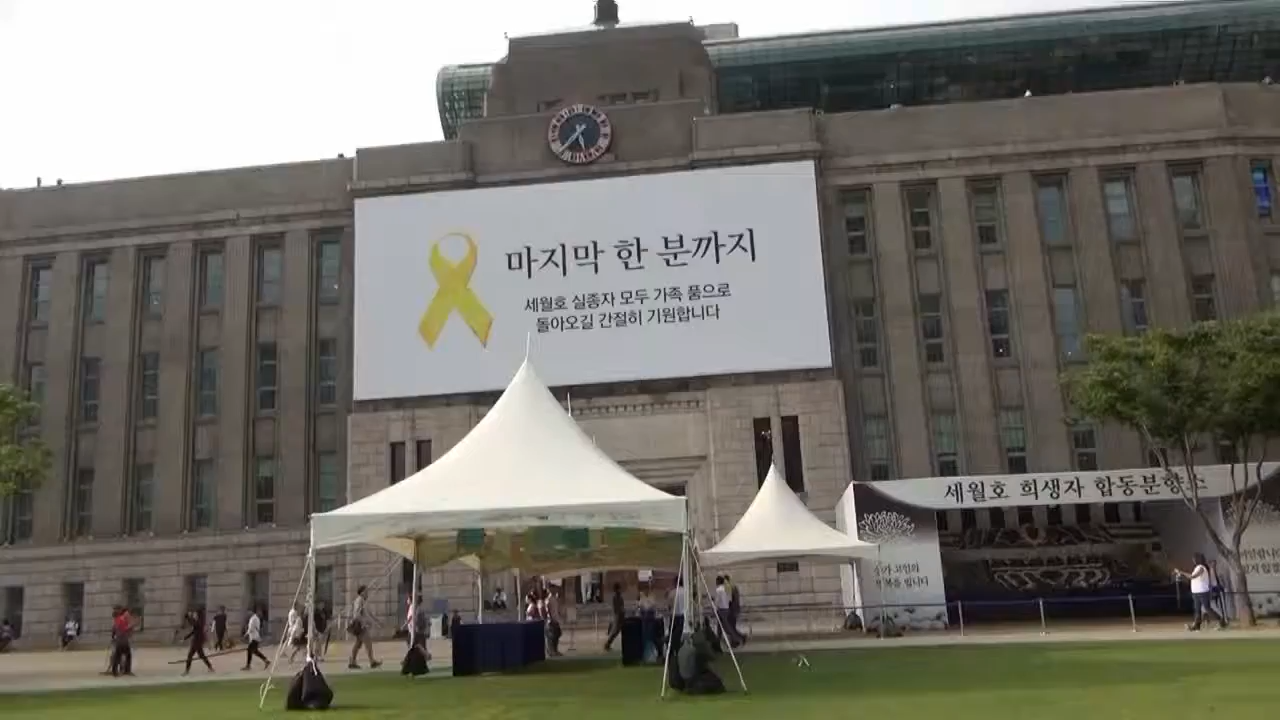 마지막 한 분까지
세월호 실종자 모두 가족 품으로
돌아오길 간절히 기원합니다
세월호 희생자 합동분향소